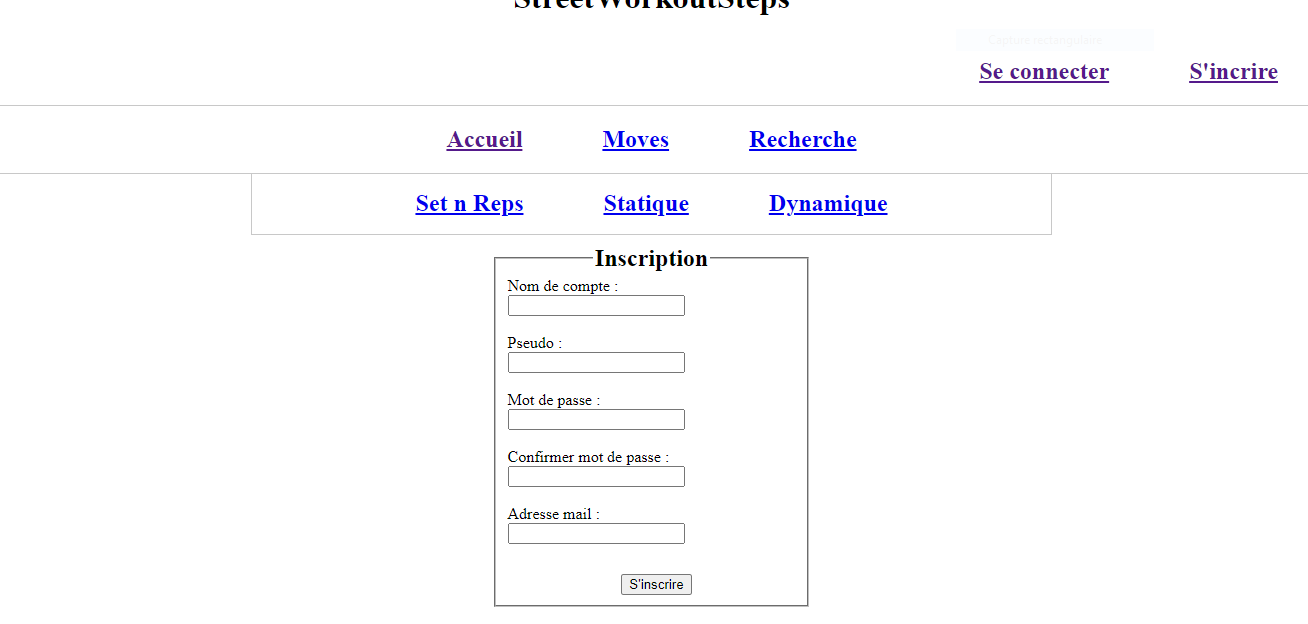 StreetWorkoutSteps
Capture rectangulaire
Se connecter S'incrire
Accueil Moves Recherche
Set n Reps Statique Dynamique
Inscription
Nom de compte :
Pseudo :
Mot de passe :
Confirmer mot de passe :
Adresse mail :
S'inscrire